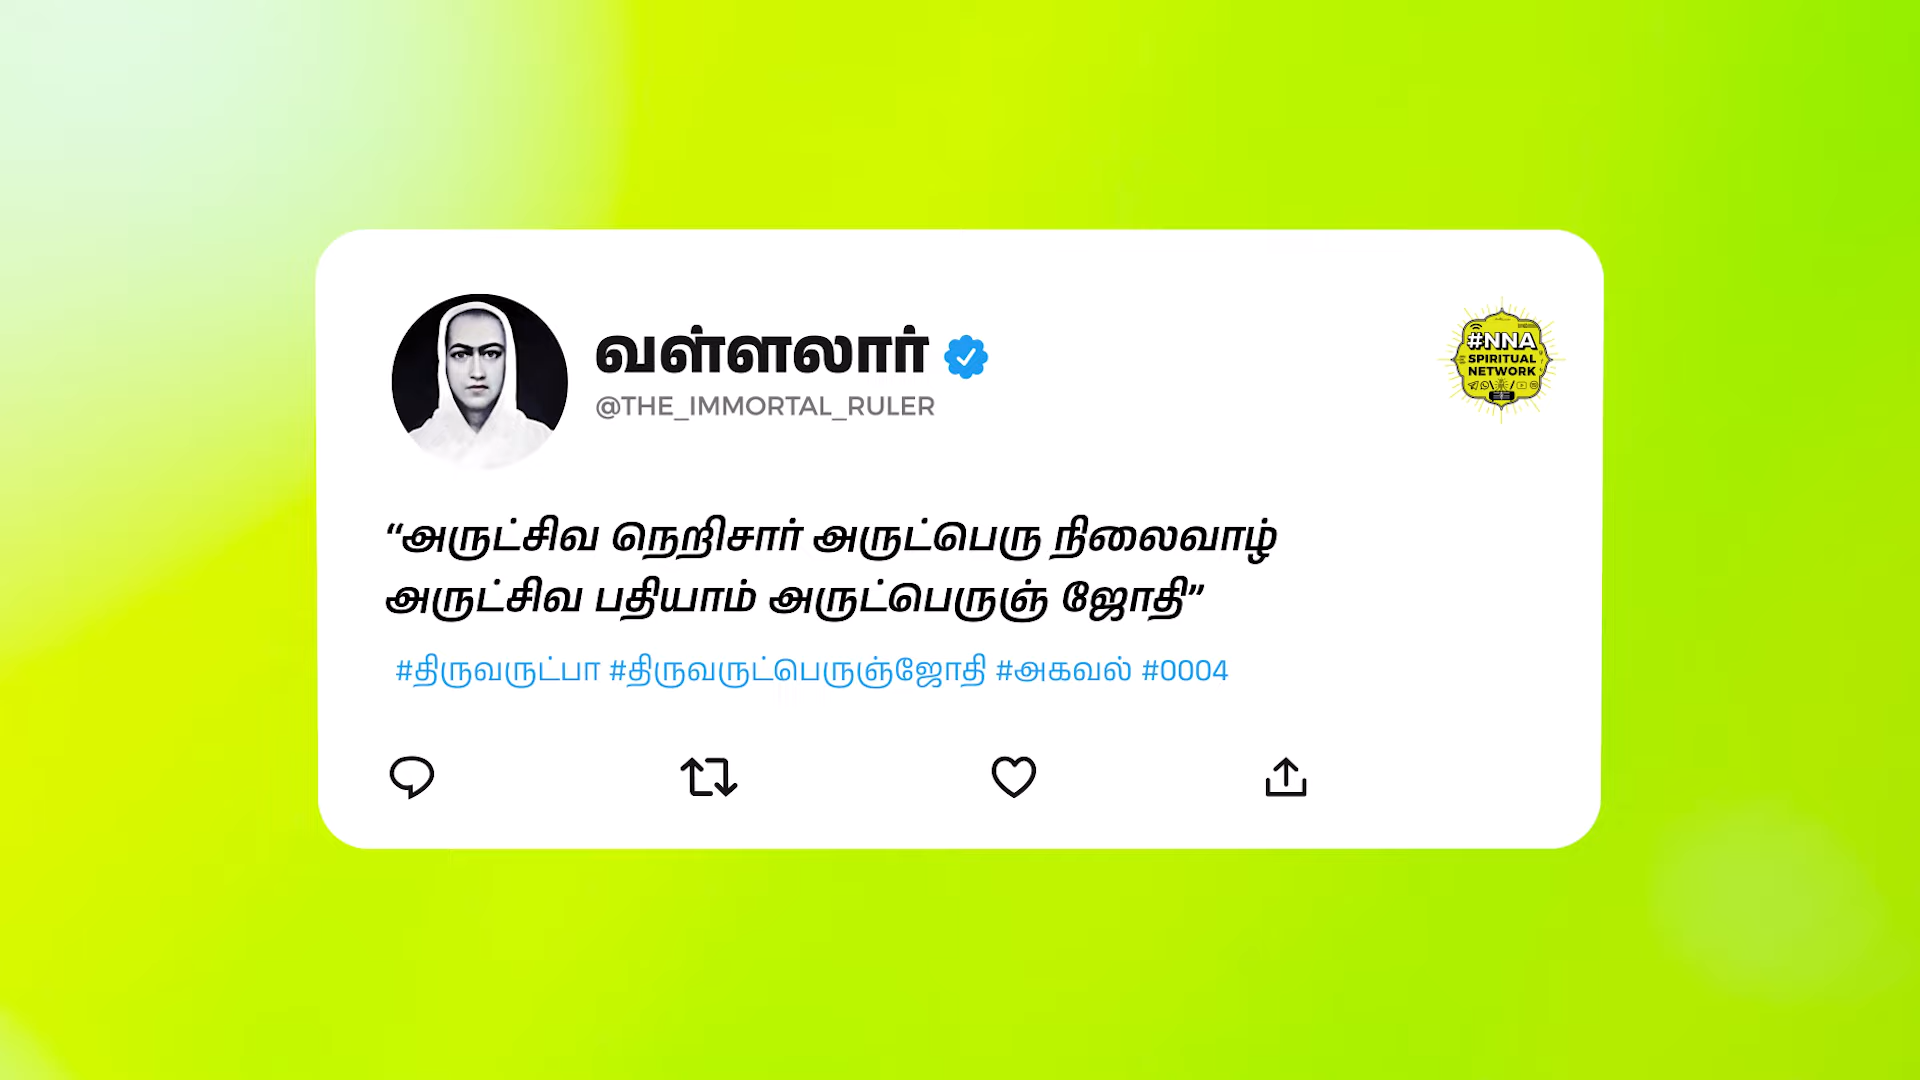 வள்ளலார்
@THE_IMMORTAL_RULER
#NNA
SPIRITUAL
NETWORK
“அருட்சிவ நெறிசார் அருட்பெரு நிலைவாழ்
அருட்சிவ பதியாம் அருட்பெருஞ் ஜோதி”
#திருவருட்பா #திருவருட்பெருஞ்ஜோதி #அகவல் #0004